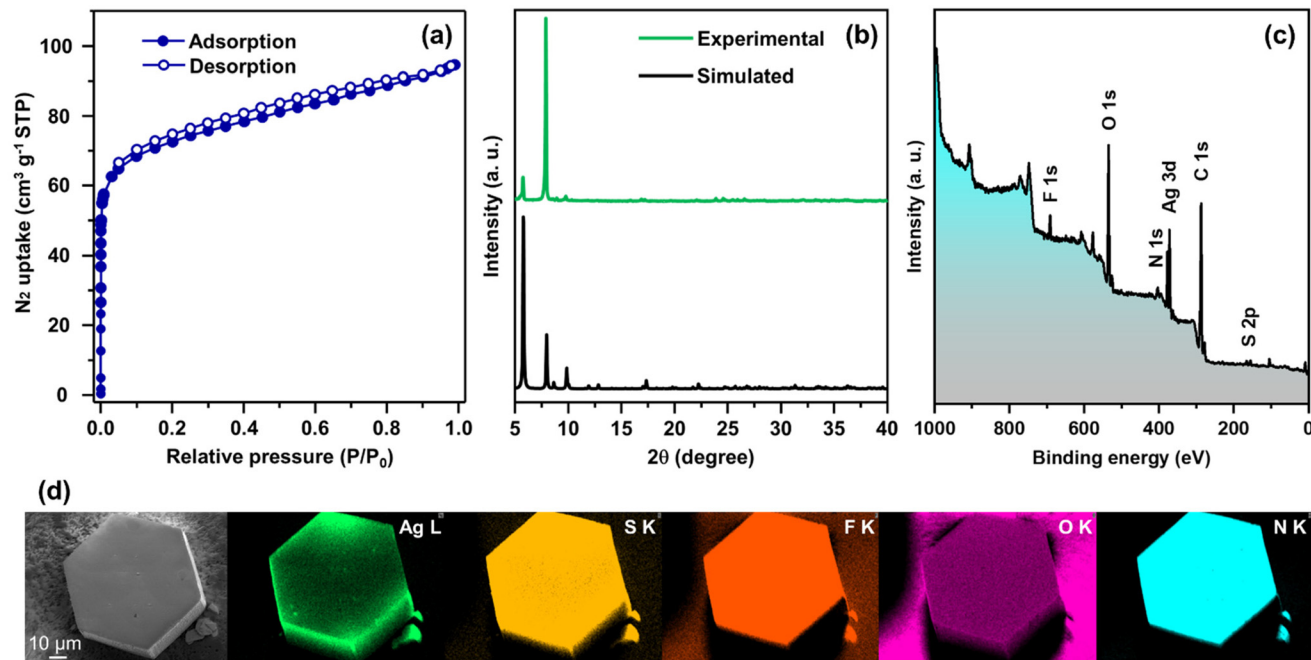 (a)
Adsorption
Desorption
N₂ uptake (cm³ g⁻¹ STP)
100
80
60
40
20
0
0.0 0.2 0.4 0.6 0.8 1.0
Relative pressure (P/P₀)
(b)
Experimental
Simulated
Intensity (a. u.)
5 10 15 20 25 30 35 40
2θ (degree)
(c)
Intensity (a. u.)
F 1s
O 1s
N 1s
Ag 3d
C 1s
S 2p
1000 800 600 400 200 0
Binding energy (eV)
(d)
10 µm
Ag L
S K
F K
O K
N K